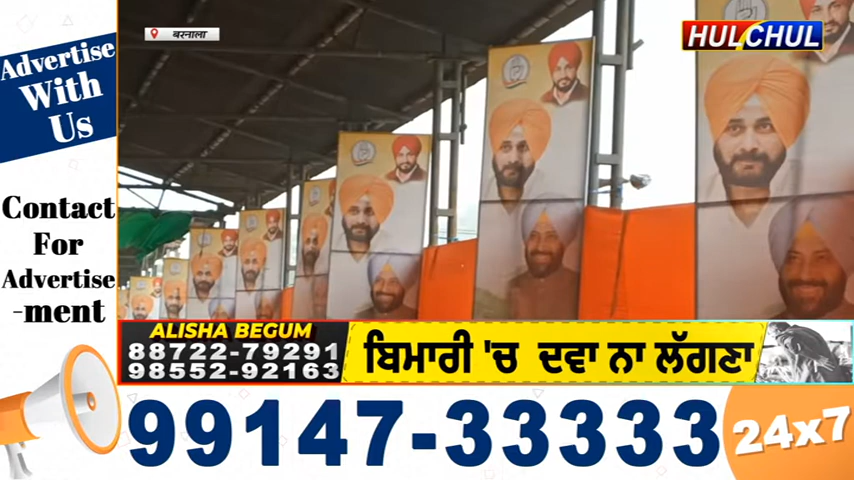 Advertise
With
Us
Contact
For
Advertise
-ment
ਬਰਨਾਲਾ
HULCHUL
ALISHA BEGUM
88722-79291
98552-92163
ਬਿਮਾਰੀ 'ਚ ਦਵਾ ਨਾ ਲੱਗਣਾ
99147-33333
24x7